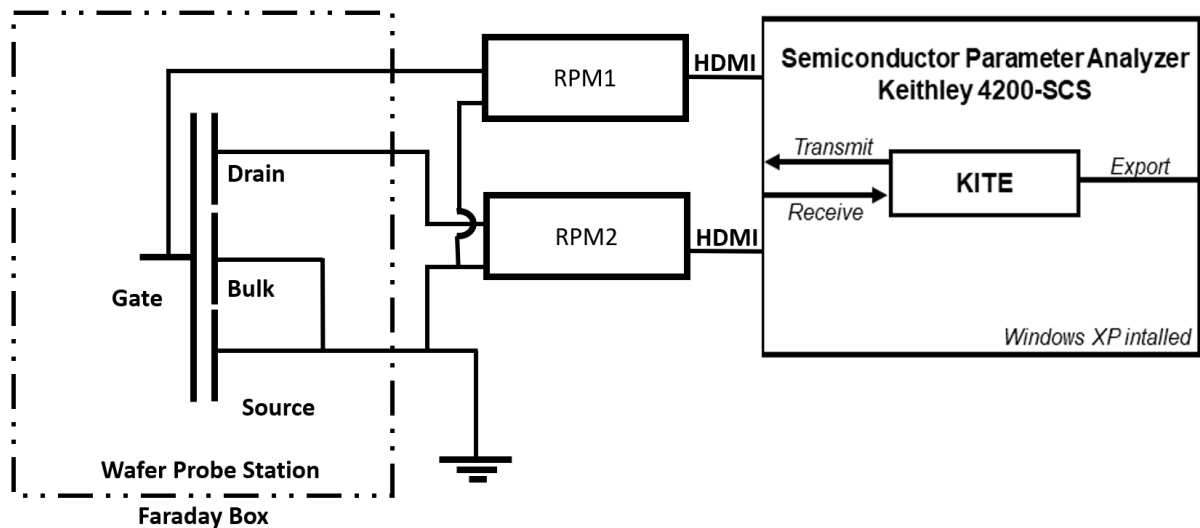 RPM1
HDMI
Semiconductor Parameter Analyzer
Keithley 4200-SCS
Transmit
KITE
Export
Receive
Drain
RPM2
HDMI
Bulk
Gate
Windows XP intalled
Source
Wafer Probe Station
Faraday Box